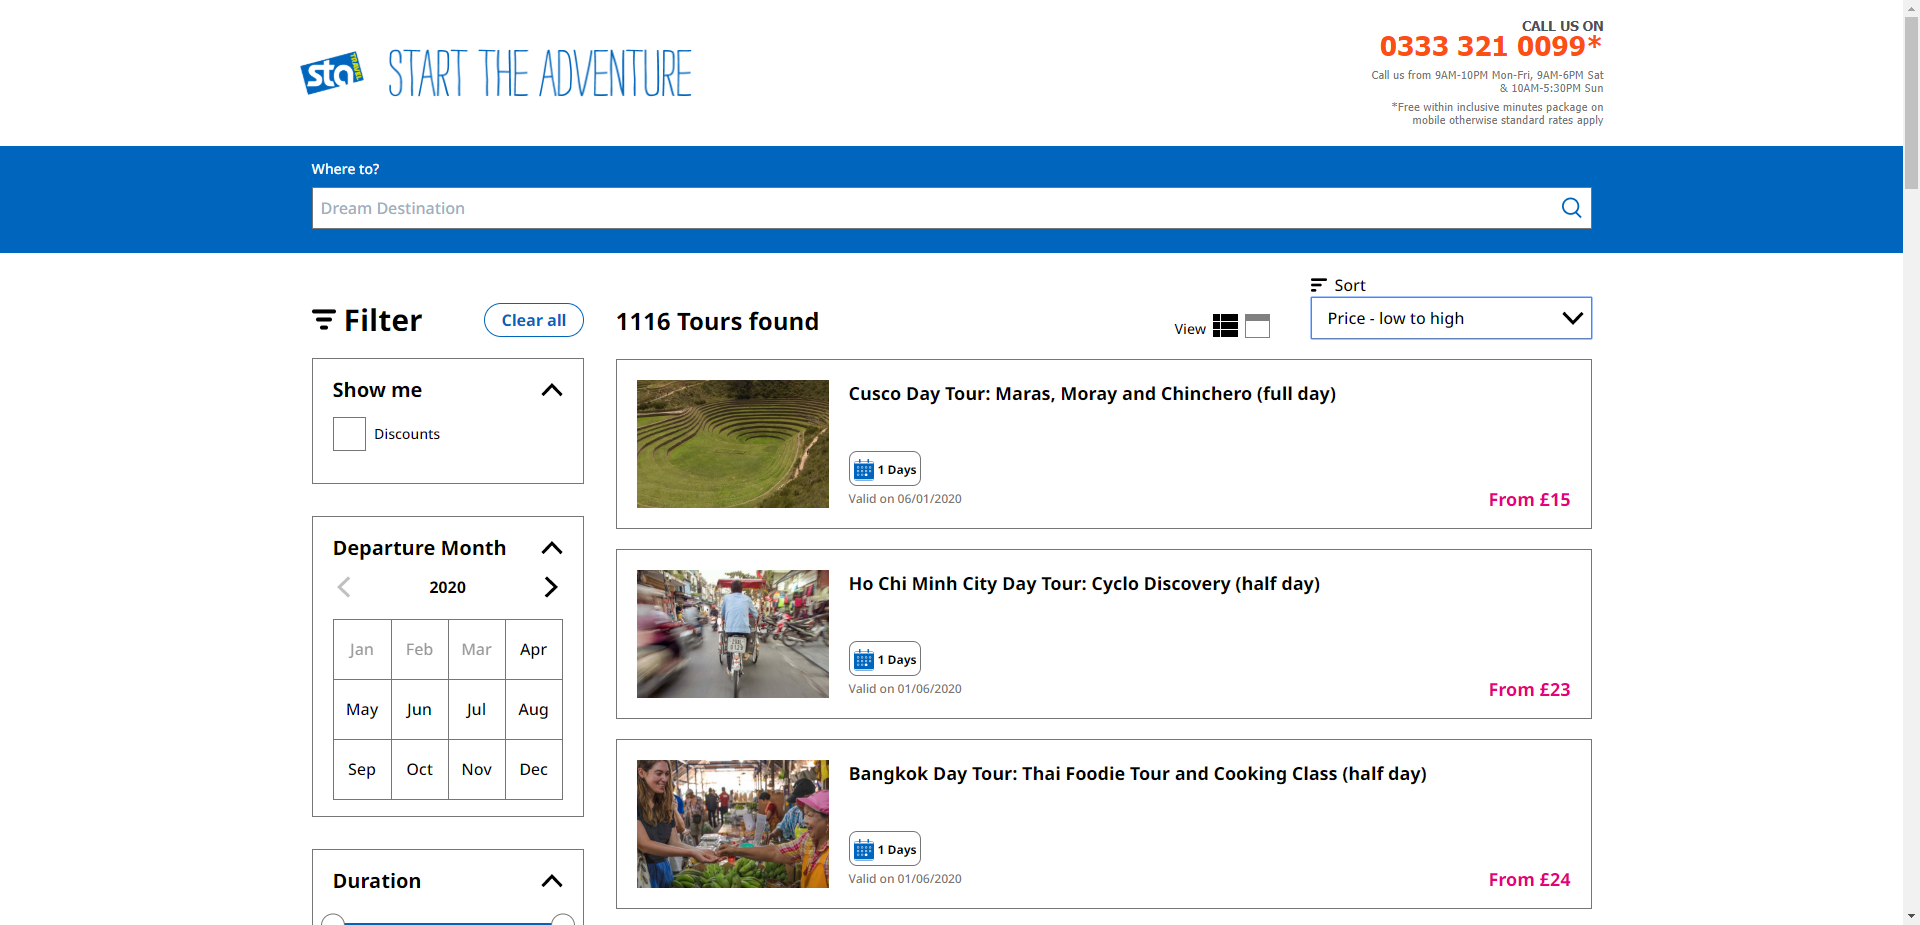 sta TRAVEL
START THE ADVENTURE
CALL US ON
0333 321 0099*
Call us from 9AM-10PM Mon-Fri, 9AM-6PM Sat
& 10AM-5:30PM Sun
*Free within inclusive minutes package on
mobile otherwise standard rates apply
Where to?
Dream Destination
Filter
Clear all
1116 Tours found
View
Sort
Price - low to high
Show me
Discounts
Departure Month
2020
Jan Feb Mar Apr
May Jun Jul Aug
Sep Oct Nov Dec
Duration
Cusco Day Tour: Maras, Moray and Chinchero (full day)
1 Days
Valid on 06/01/2020
From £15
Ho Chi Minh City Day Tour: Cyclo Discovery (half day)
1 Days
Valid on 01/06/2020
From £23
Bangkok Day Tour: Thai Foodie Tour and Cooking Class (half day)
1 Days
Valid on 01/06/2020
From £24